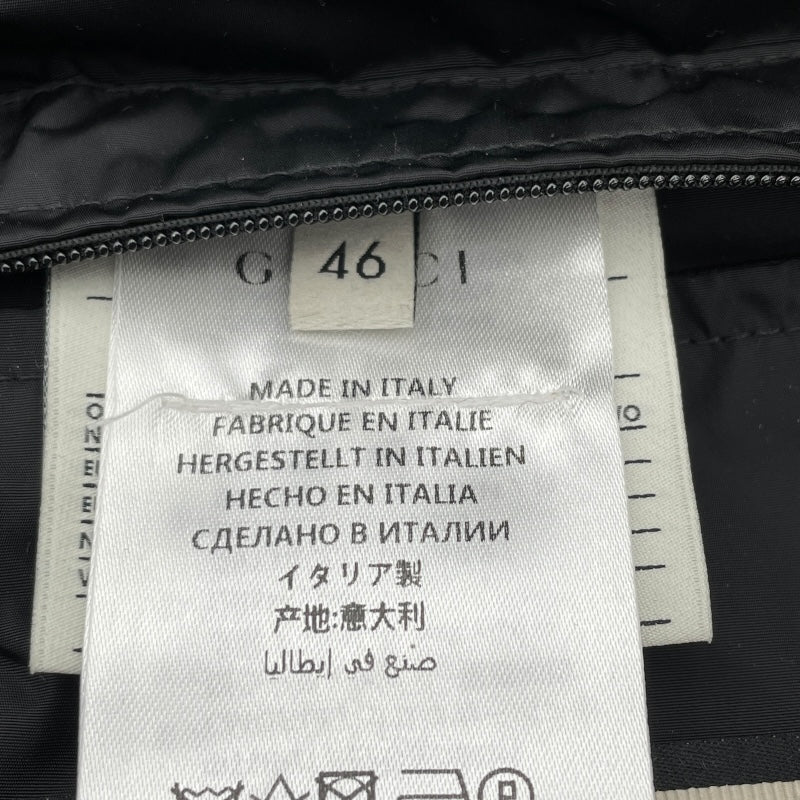 46
MADE IN ITALY
FABRIQUE EN ITALIE
HERGESTELLT IN ITALIEN
HECHO EN ITALIA
СДЕЛАНО В ИТАЛИИ
イタリア製
产地:意大利
صنع في إيطاليا